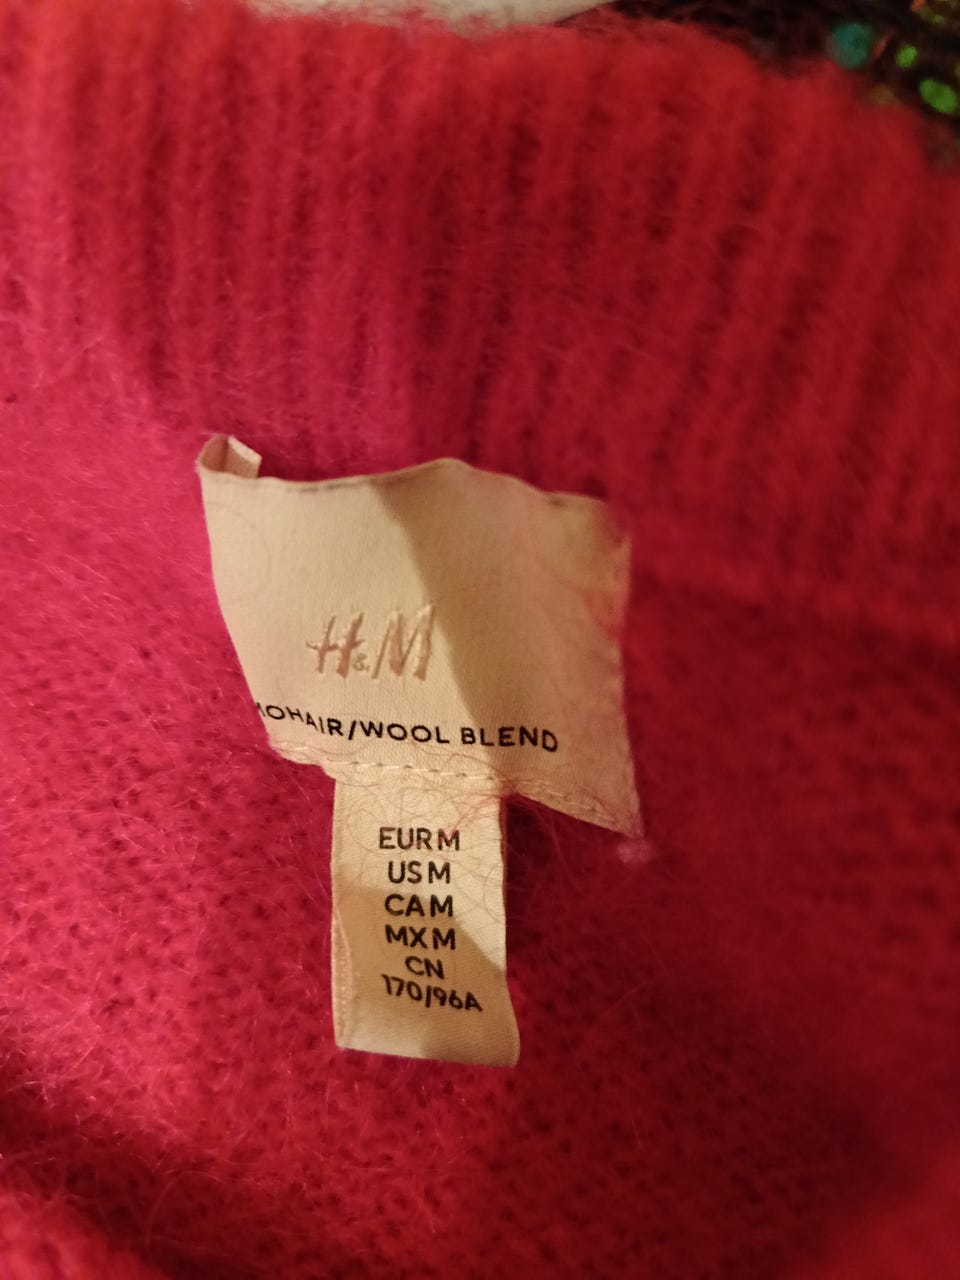 H&M
MOHAIR/WOOL BLEND
EUR M
US M
CA M
MX M
CN
170/96A